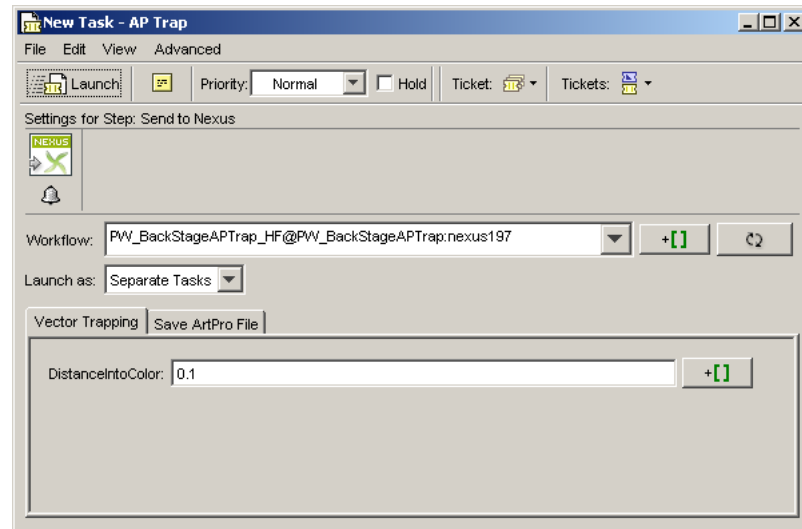 New Task - AP Trap
File Edit View Advanced
Launch Priority: Normal Hold Ticket: Tickets:
Settings for Step: Send to Nexus
NEXUS
Workflow: PW_BackStageAPTrap_HF@PW_BackStageAPTrap:nexus197 +[]
Launch as: Separate Tasks
Vector Trapping Save ArtPro File
DistanceIntoColor: 0.1 +[]